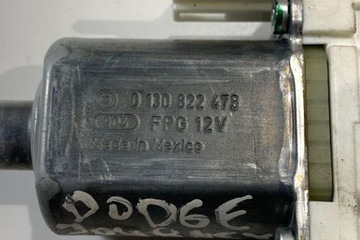 0 130 822 478
FPG 12V
Made in Mexico
DODGE